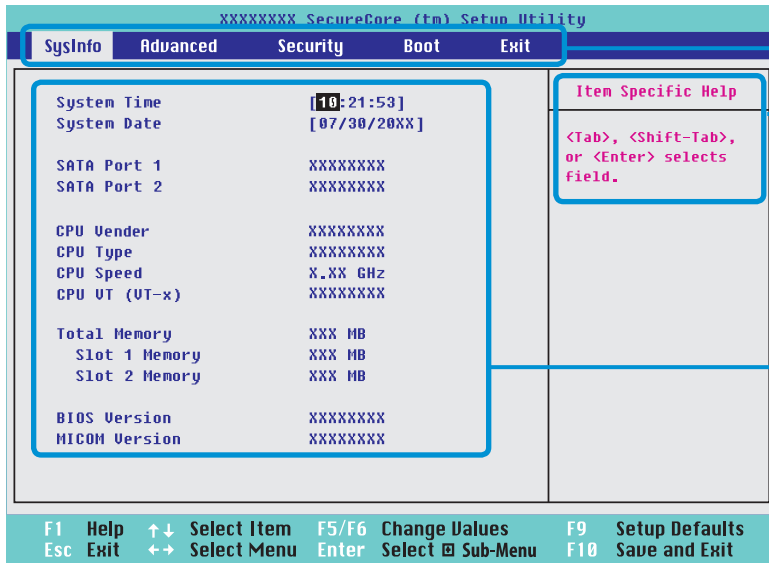 XXXXXXXX SecureCore (tm) Setup Utility
SysInfo Advanced Security Boot Exit
System Time [10:21:53]
System Date [07/30/20XX]
SATA Port 1 XXXXXXXX
SATA Port 2 XXXXXXXX
CPU Vender XXXXXXXX
CPU Type XXXXXXXX
CPU Speed X.XX GHz
CPU VT (VT-x) XXXXXXXX
Total Memory XXX MB
Slot 1 Memory XXX MB
Slot 2 Memory XXX MB
BIOS Version XXXXXXXX
MICOM Version XXXXXXXX
Item Specific Help
<Tab>, <Shift-Tab>,
or <Enter> selects
field.
F1 Help ↑↓ Select Item F5/F6 Change Values F9 Setup Defaults
Esc Exit ←→ Select Menu Enter Select ⊡ Sub-Menu F10 Save and Exit